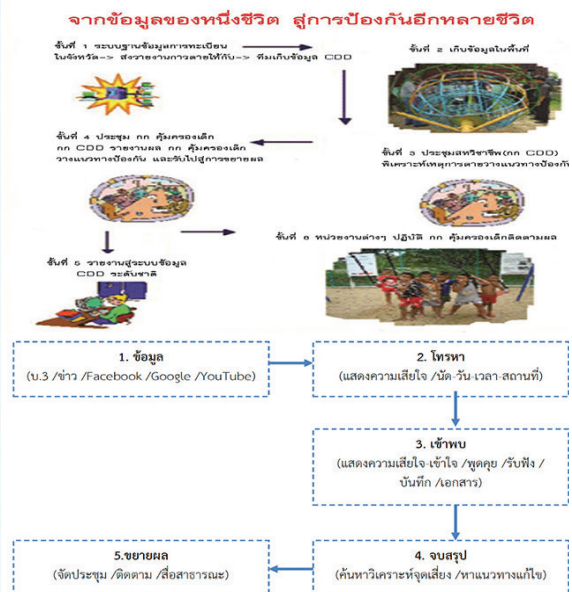 จากข้อมูลของหนึ่งชีวิต สู่การป้องกันอีกหลายชีวิต
ขั้นที่ 1 ระบบฐานข้อมูลการทะเบียน
ในจังหวัด-> ส่งรายงานการตายให้กับ-> ทีมเก็บข้อมูล CDD
ขั้นที่ 2 เก็บข้อมูลในพื้นที่
ขั้นที่ 3 ประชุมสหวิชาชีพ(กก CDD)
พิเคราะห์เหตุการตายวางแนวทางป้องกัน
ขั้นที่ 4 ประชุม กก คุ้มครองเด็ก
กก CDD รายงานผล กก คุ้มครองเด็ก
วางแนวทางป้องกัน และรับไปสู่การขยายผล
ขั้นที่ 5 รายงานสู่ระบบข้อมูล
CDD ระดับชาติ
ขั้นที่ 6 หน่วยงานต่างๆ ปฏิบัติ กก คุ้มครองเด็กติดตามผล
1. ข้อมูล
(บ.3 /ข่าว /Facebook /Google /YouTube)
2. โทรหา
(แสดงความเสียใจ /นัด-วัน-เวลา-สถานที่)
3. เข้าพบ
(แสดงความเสียใจ-เข้าใจ /พูดคุย /รับฟัง /
บันทึก /เอกสาร)
4. จบสรุป
(ค้นหาวิเคราะห์จุดเสี่ยง /หาแนวทางแก้ไข)
5.ขยายผล
(จัดประชุม /ติดตาม /สื่อสาธารณะ)